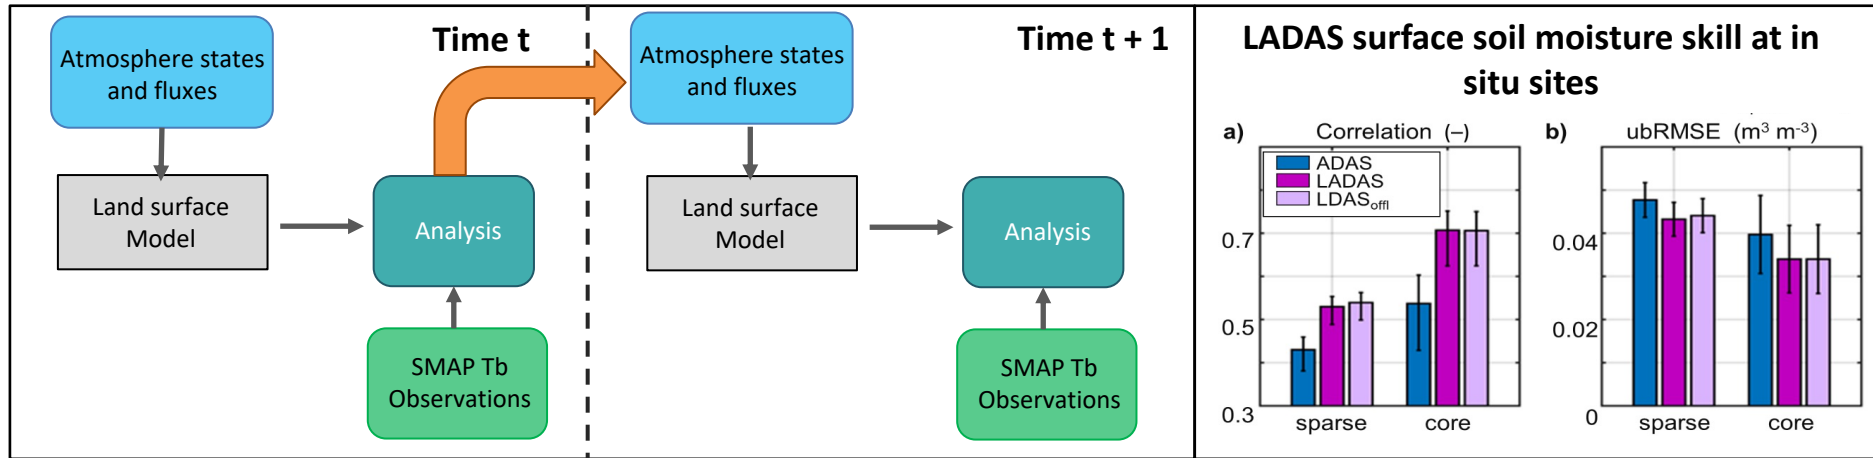 Time t
Atmosphere states
and fluxes
Land surface
Model
Analysis
SMAP Tb
Observations
Time t + 1
Atmosphere states
and fluxes
Land surface
Model
Analysis
SMAP Tb
Observations
LADAS surface soil moisture skill at in
situ sites
a) Correlation (–)
ADAS
LADAS
LDASoffl
0.7
0.5
0.3
sparse core
b) ubRMSE (m³ m⁻³)
0.04
0.02
0
sparse core